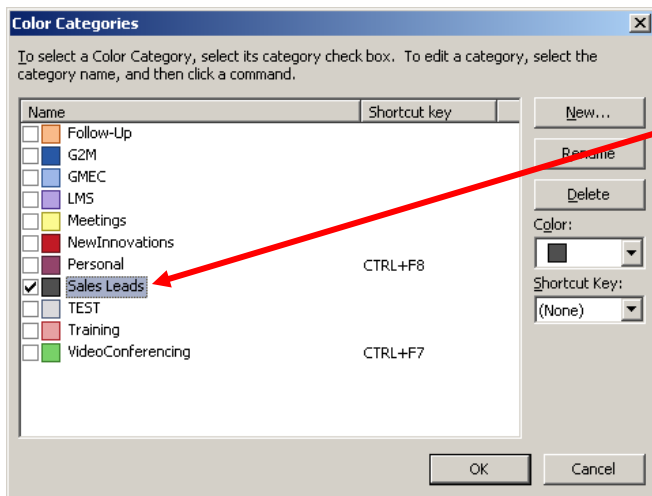 Color Categories
To select a Color Category, select its category check box. To edit a category, select the
category name, and then click a command.
Name Shortcut key
New...
Follow-Up
G2M
Rename
GMEC
LMS
Delete
Meetings
Color:
NewInnovations
Personal CTRL+F8
Sales Leads
Shortcut Key:
TEST
(None)
Training
VideoConferencing CTRL+F7
OK Cancel